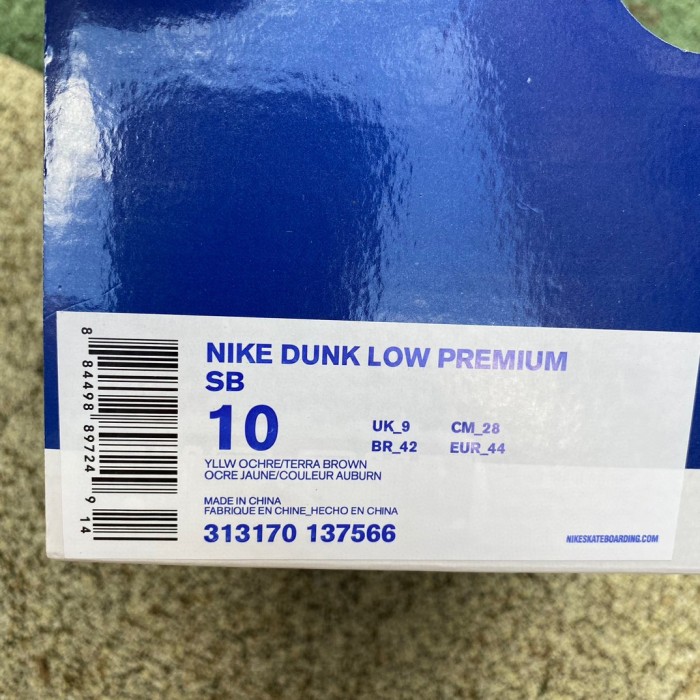 NIKE DUNK LOW PREMIUM
SB
10
UK_9 CM_28
BR_42 EUR_44
YLLW OCHRE/TERRA BROWN
OCRE JAUNE/COULEUR AUBURN
MADE IN CHINA
FABRIQUE EN CHINE_HECHO EN CHINA
313170 137566
NIKESKATEBOARDING.COM
8 84498 89724 9 14